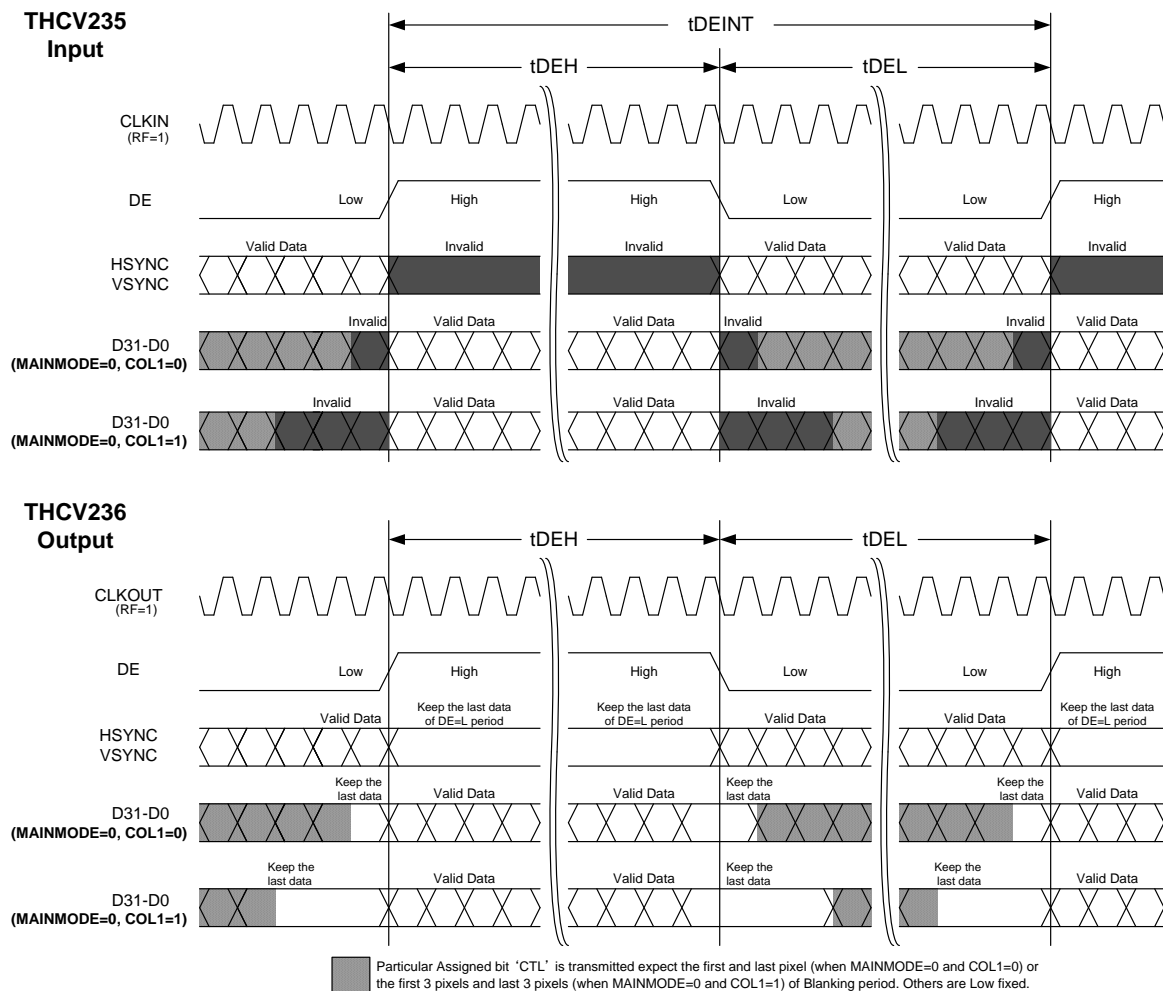 THCV235
Input
tDEINT
tDEH
tDEL
CLKIN
(RF=1)
DE
Low
High
High
Low
Low
High
HSYNC
VSYNC
Valid Data
Invalid
Invalid
Valid Data
Valid Data
Invalid
D31-D0
(MAINMODE=0, COL1=0)
Invalid
Valid Data
Valid Data
Invalid
Invalid
Valid Data
D31-D0
(MAINMODE=0, COL1=1)
Invalid
Valid Data
Valid Data
Invalid
Invalid
Valid Data
THCV236
Output
tDEH
tDEL
CLKOUT
(RF=1)
DE
Low
High
High
Low
Low
High
HSYNC
VSYNC
Valid Data
Keep the last data
of DE=L period
Keep the last data
of DE=L period
Valid Data
Valid Data
Keep the last data
of DE=L period
D31-D0
(MAINMODE=0, COL1=0)
Keep the
last data
Valid Data
Valid Data
Keep the
last data
Keep the
last data
Valid Data
D31-D0
(MAINMODE=0, COL1=1)
Keep the
last data
Valid Data
Valid Data
Keep the
last data
Keep the
last data
Valid Data
Particular Assigned bit ‘CTL’ is transmitted expect the first and last pixel (when MAINMODE=0 and COL1=0) or
the first 3 pixels and last 3 pixels (when MAINMODE=0 and COL1=1) of Blanking period. Others are Low fixed.